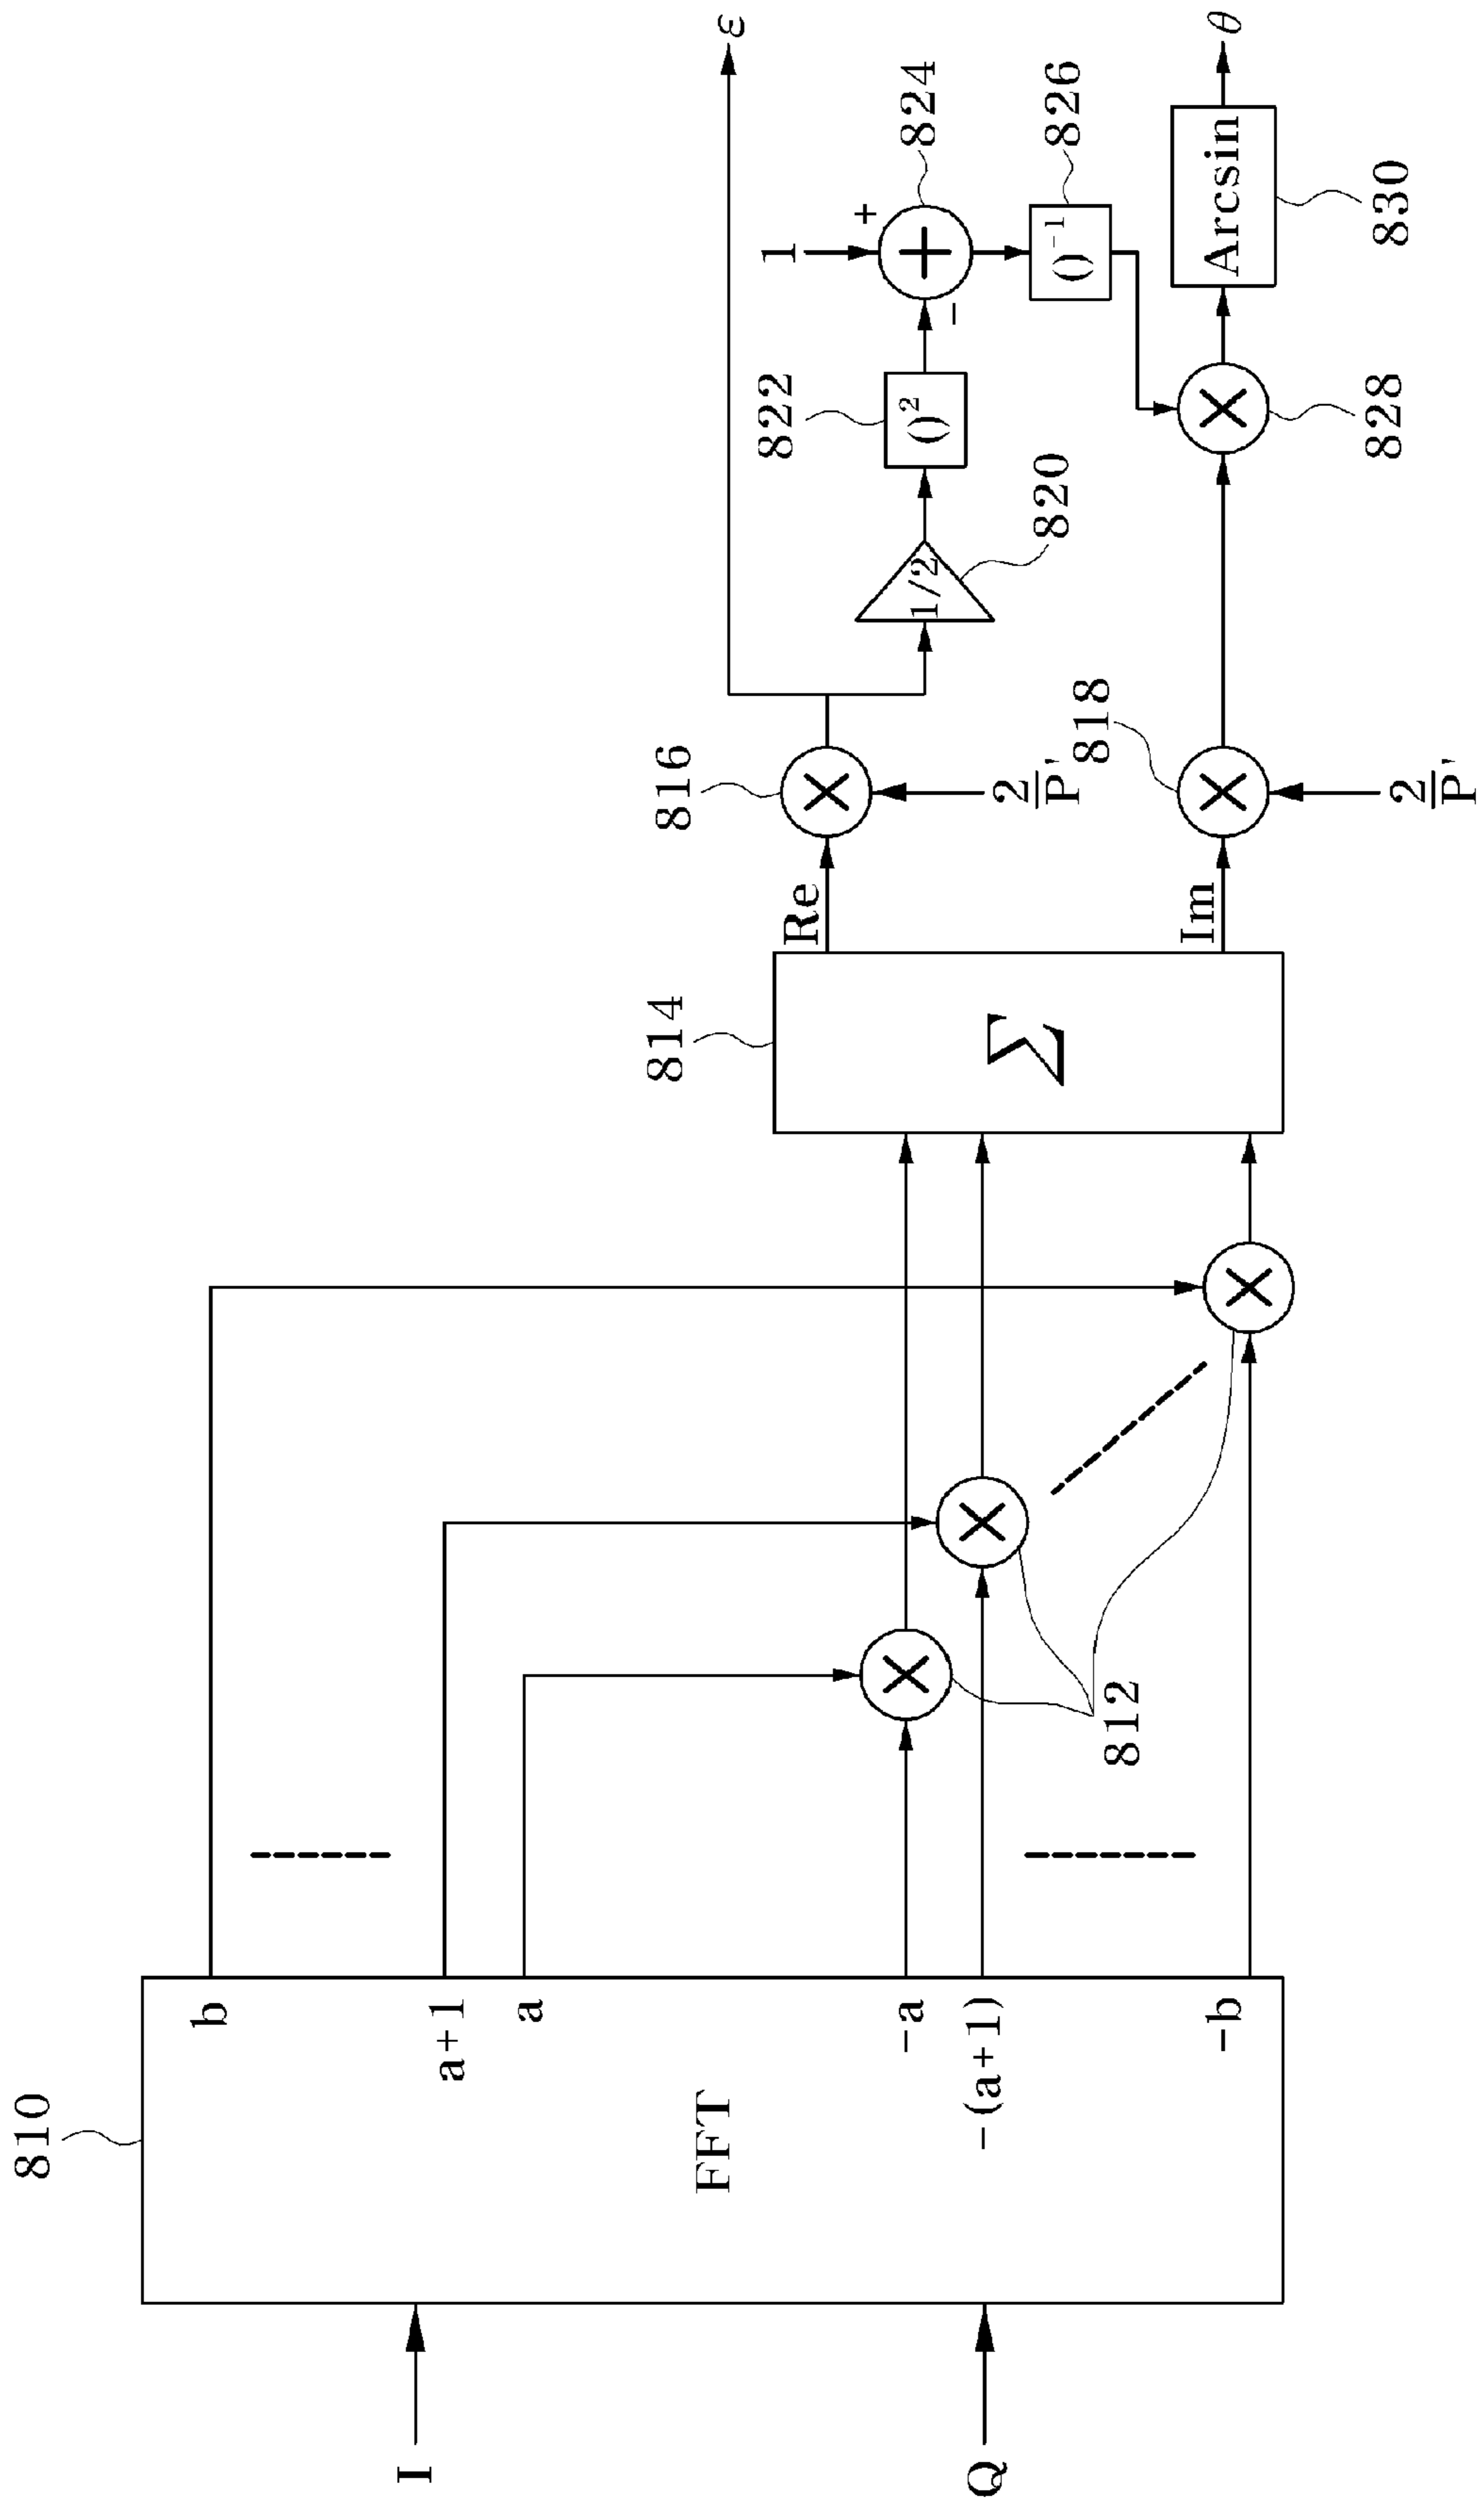 ε
824
826
1
+
θ
()⁻¹
Arcsin
830
−
822
()²
828
820
1/2
816
818
2/P'
2/P'
Re
Im
814
Σ
812
810
b
a+1
a
FFT
−a
−(a+1)
−b
I
Q